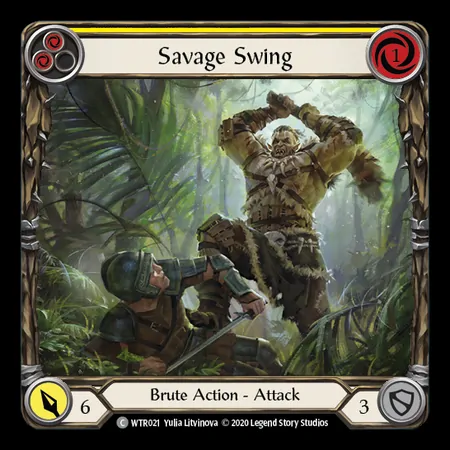 Savage Swing
1
Brute Action - Attack
6
3
C WTR021 Yulia Litvinova © 2020 Legend Story Studios